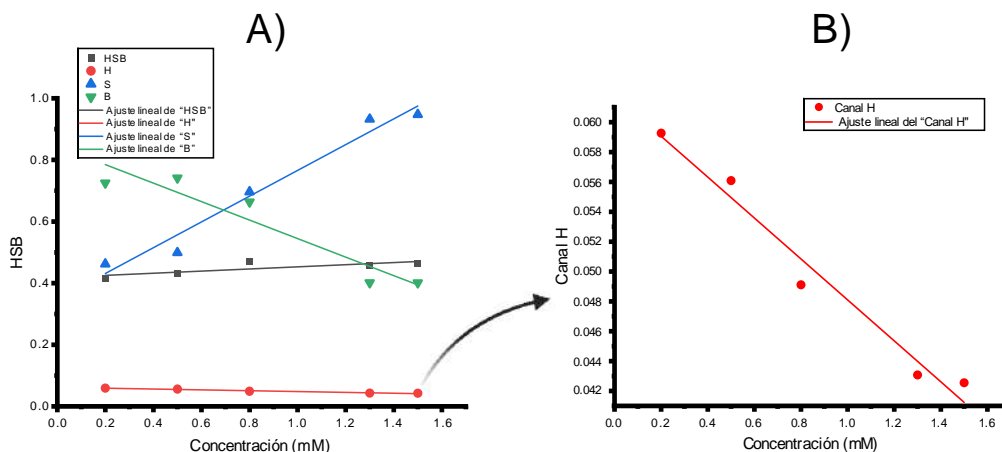 A)
HSB
H
S
B
Ajuste lineal de "HSB"
Ajuste lineal de "H"
Ajuste lineal de "S"
Ajuste lineal de "B"
1.0
0.8
0.6
0.4
0.2
0.0
HSB
0.0 0.2 0.4 0.6 0.8 1.0 1.2 1.4 1.6
Concentración (mM)
B)
Canal H
Ajuste lineal del "Canal H"
0.060
0.058
0.056
0.054
0.052
0.050
0.048
0.046
0.044
0.042
Canal H
0.0 0.2 0.4 0.6 0.8 1.0 1.2 1.4 1.6
Concentración (mM)